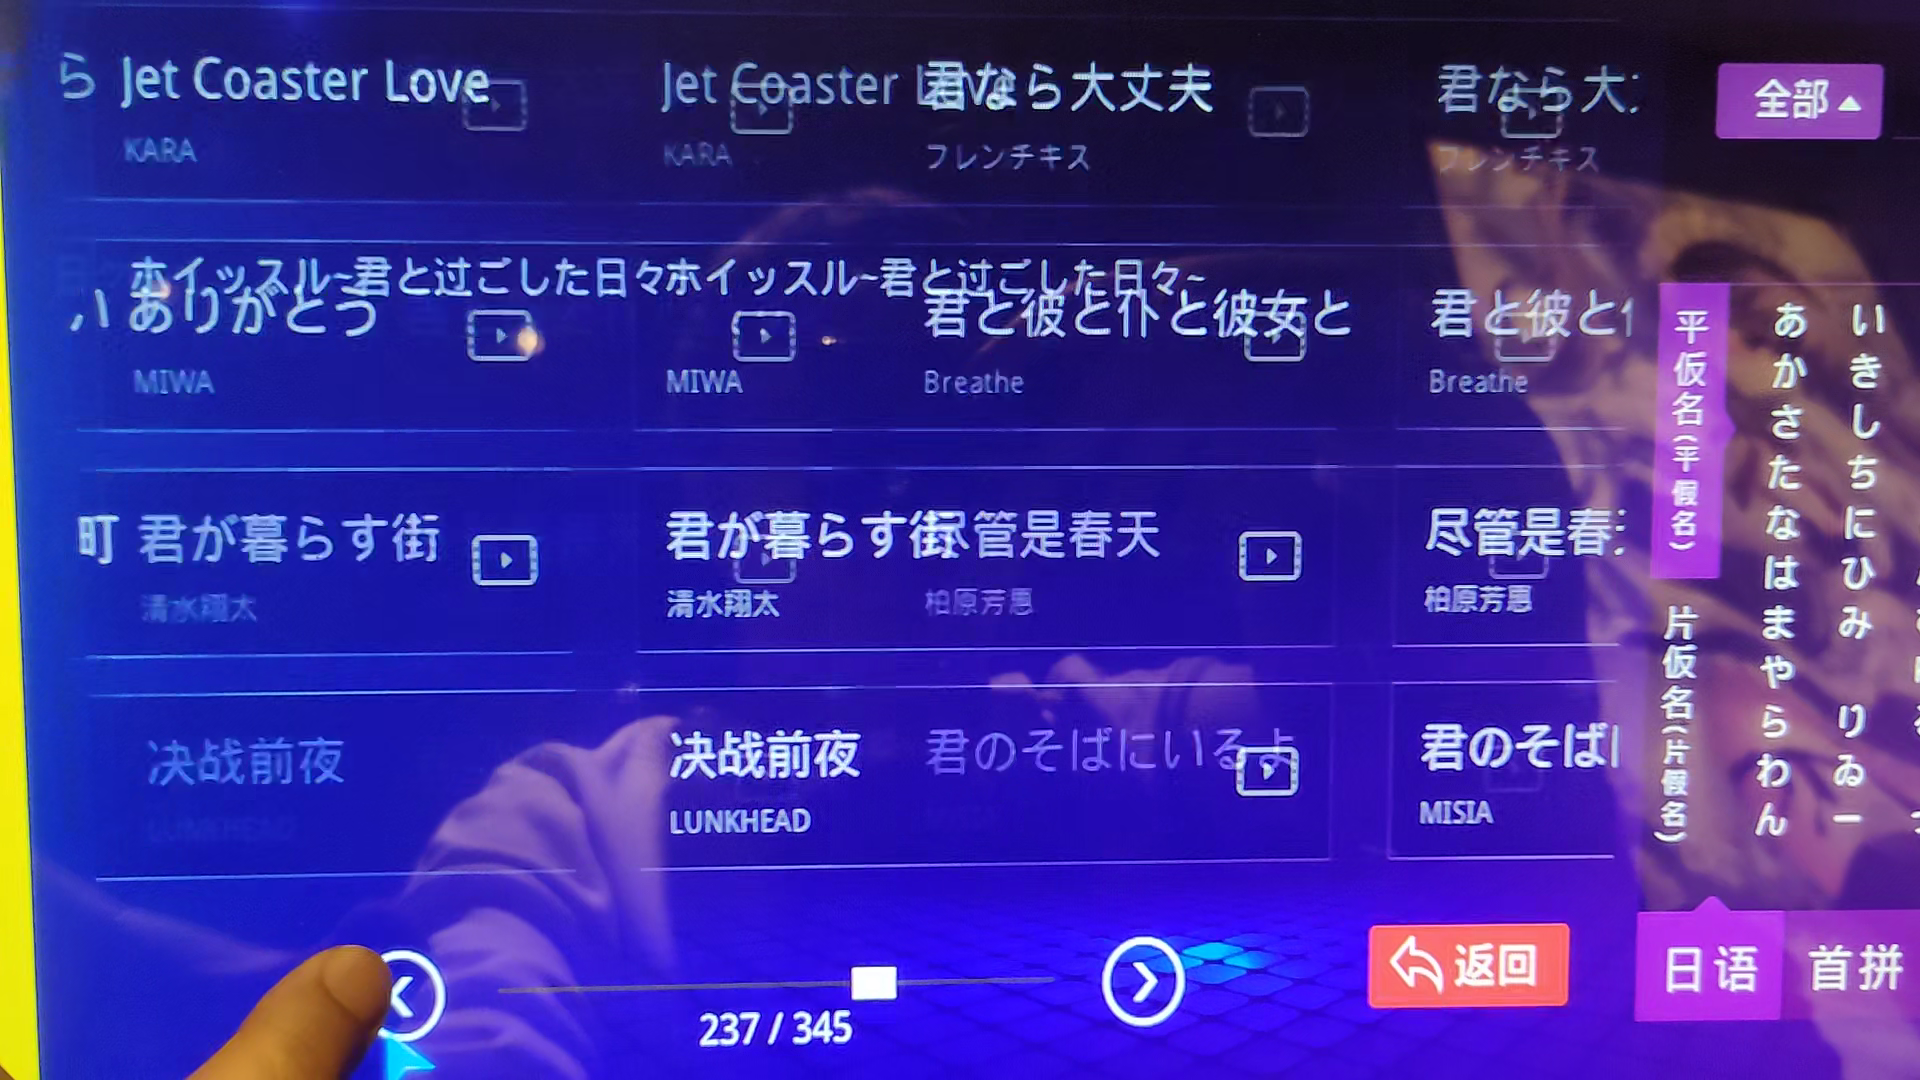 ら Jet Coaster Love
KARA
Jet Coaster Love
KARA
君なら大丈夫
フレンチキス
君なら大
フレンチキス
全部
ホイッスル~君と过ごした日々
ホイッスル~君と过ごした日々~
い ありがとう
MIWA
MIWA
君と彼と仆と彼女と
Breathe
君と彼と
Breathe
町 君が暮らす街
清水翔太
君が暮らす街
清水翔太
尽管是春天
柏原芳恵
尽管是春
柏原芳恵
决战前夜
LUNKHEAD
决战前夜
LUNKHEAD
君のそばにいるよ
君のそば
MISIA
平仮名(平假名)
片仮名(片假名)
あかさたなはまやらわん
いきしちにひみ りゐー
237 / 345
返回
日语
首拼